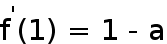 f'(1) = 1 - a